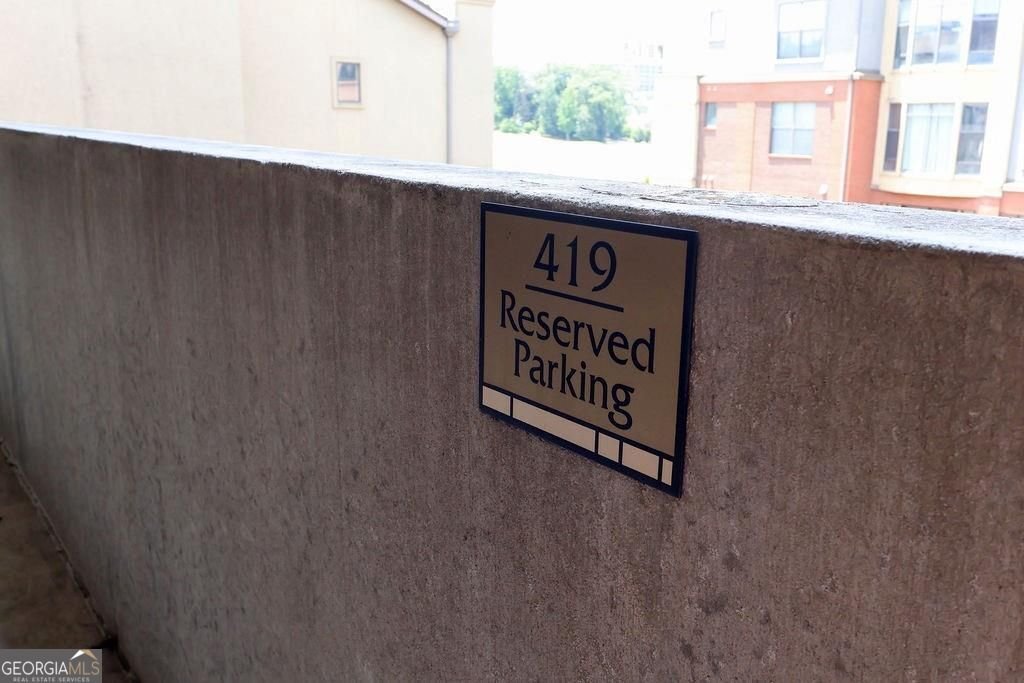 419
Reserved
Parking
GEORGIAMLS
REAL ESTATE SERVICES